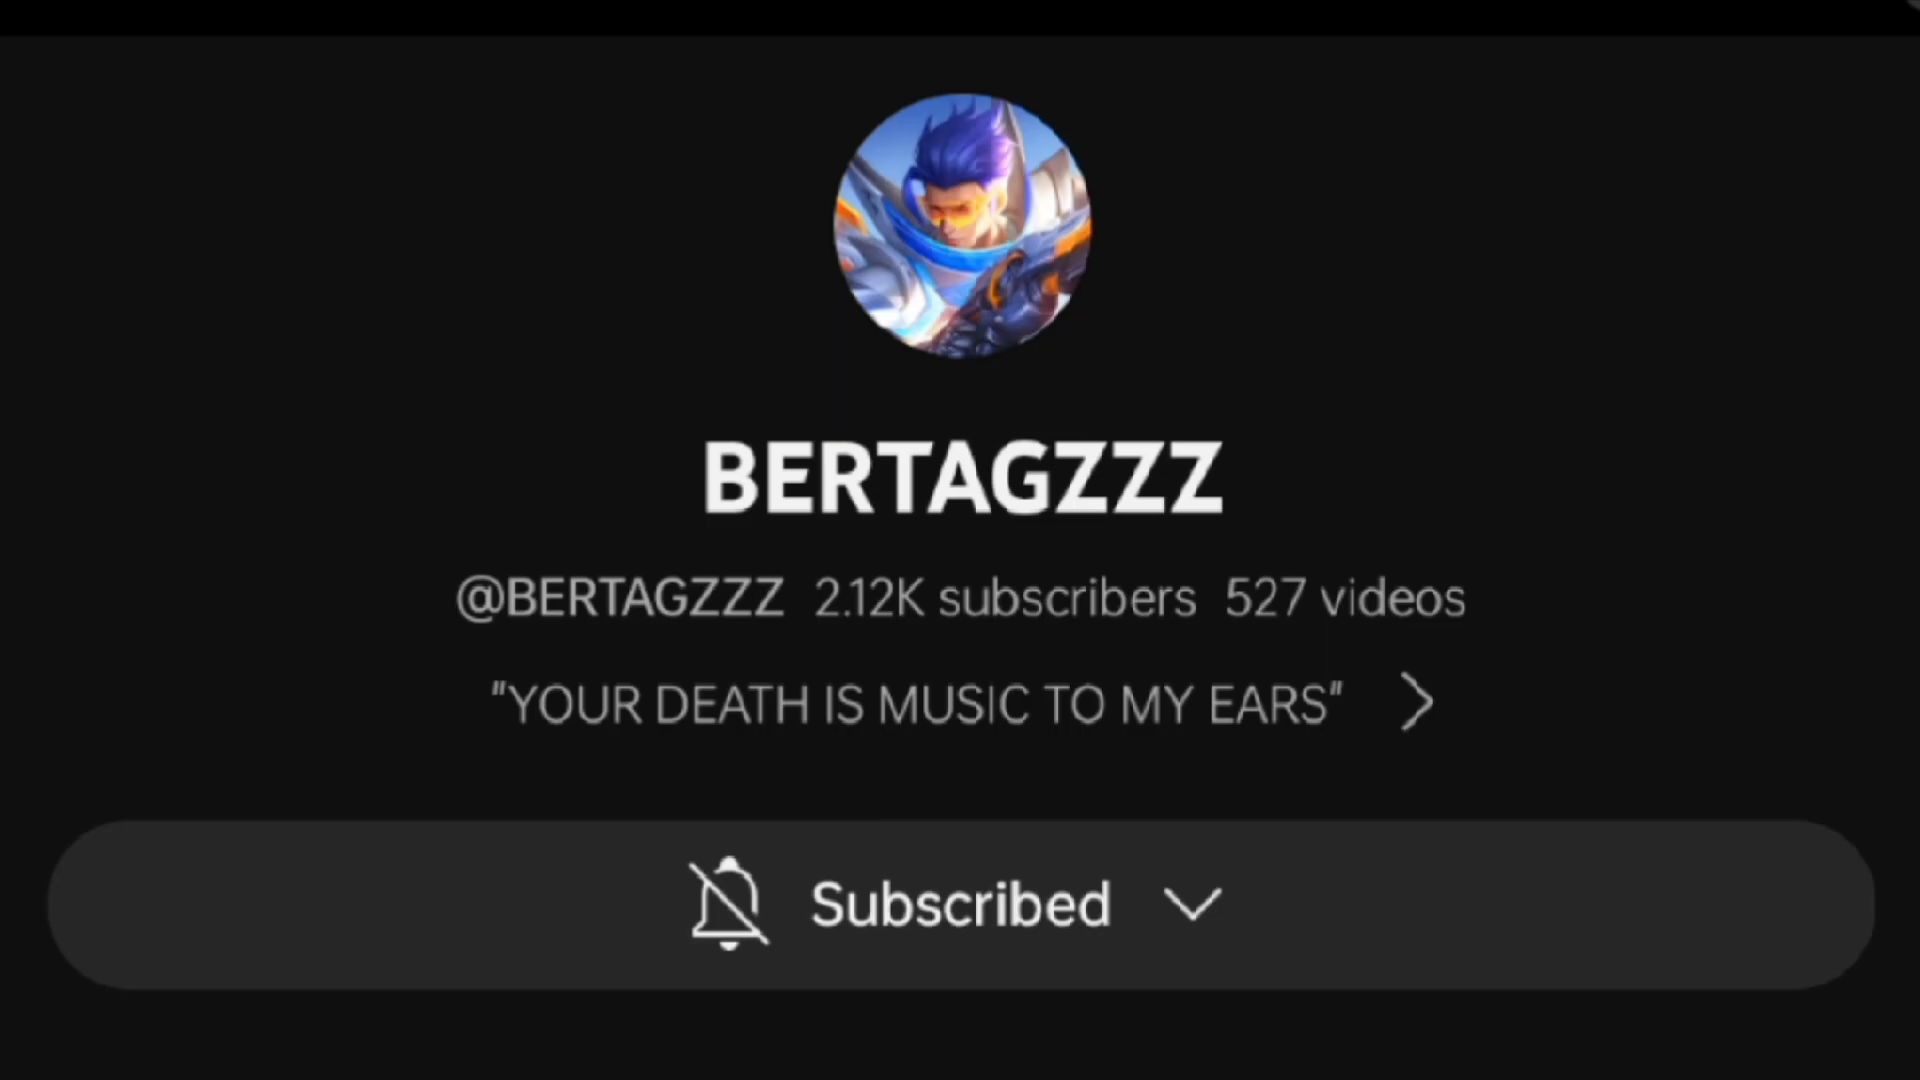 BERTAGZZZ
@BERTAGZZZ 2.12K subscribers 527 videos
"YOUR DEATH IS MUSIC TO MY EARS"
Subscribed